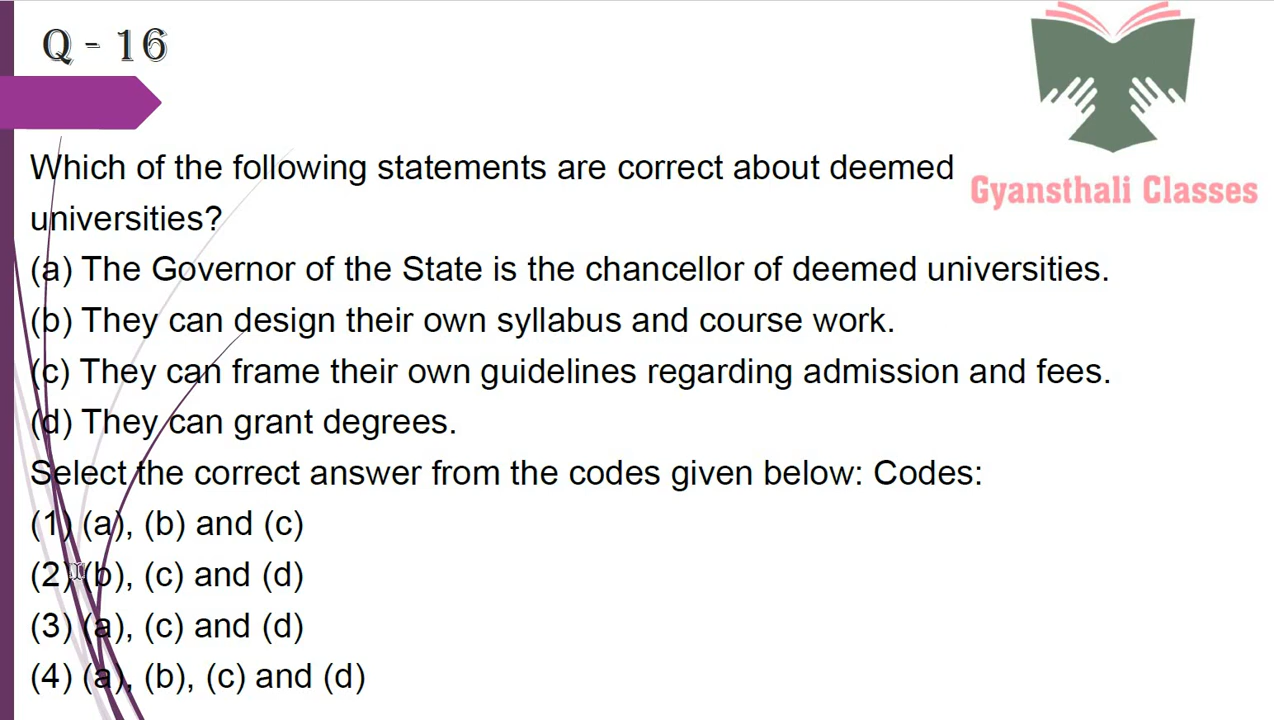 Q - 16
Gyansthali Classes
Which of the following statements are correct about deemed
universities?
(a) The Governor of the State is the chancellor of deemed universities.
(b) They can design their own syllabus and course work.
(c) They can frame their own guidelines regarding admission and fees.
(d) They can grant degrees.
Select the correct answer from the codes given below: Codes:
(1) (a), (b) and (c)
(2) (b), (c) and (d)
(3) (a), (c) and (d)
(4) (a), (b), (c) and (d)